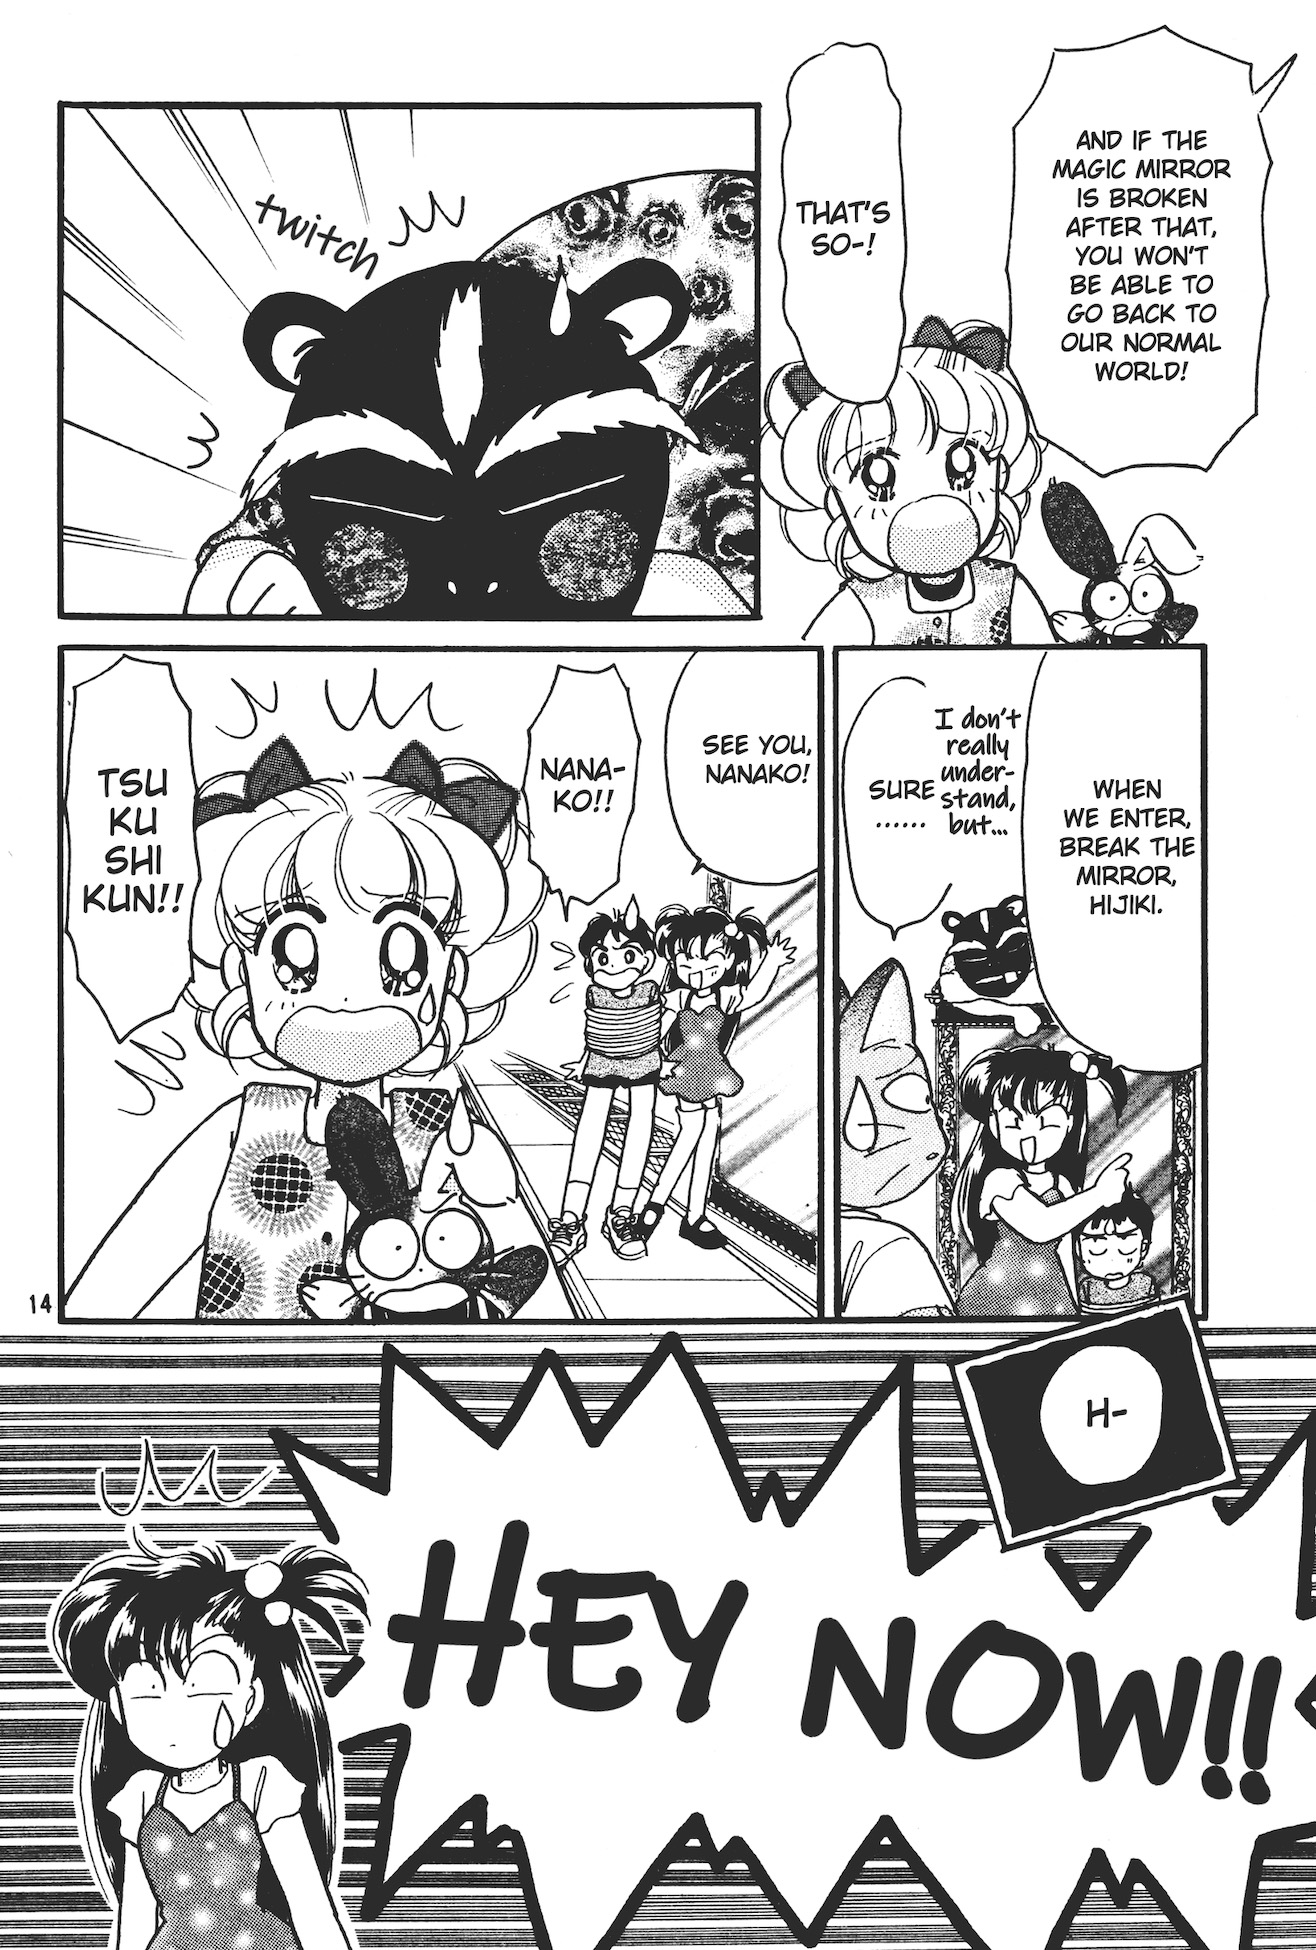 AND IF THE
MAGIC MIRROR
IS BROKEN
AFTER THAT,
YOU WON'T
BE ABLE TO
GO BACK TO
OUR NORMAL
WORLD!
THAT'S
SO-!
twitch
WHEN
WE ENTER,
BREAK THE
MIRROR,
HIJIKI.
I don't
really
under-
stand,
but...
SURE
......
SEE YOU,
NANAKO!
NANA-
KO!!
TSU
KU
SHI
KUN!!
14
H-
HEY NOW!!